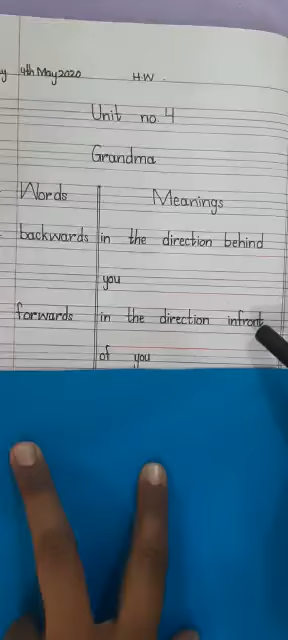 y 4th May 2020 H.W.
Unit no. 4
Grandma
Words Meanings
backwards in the direction behind
you
forwards in the direction infront
of you